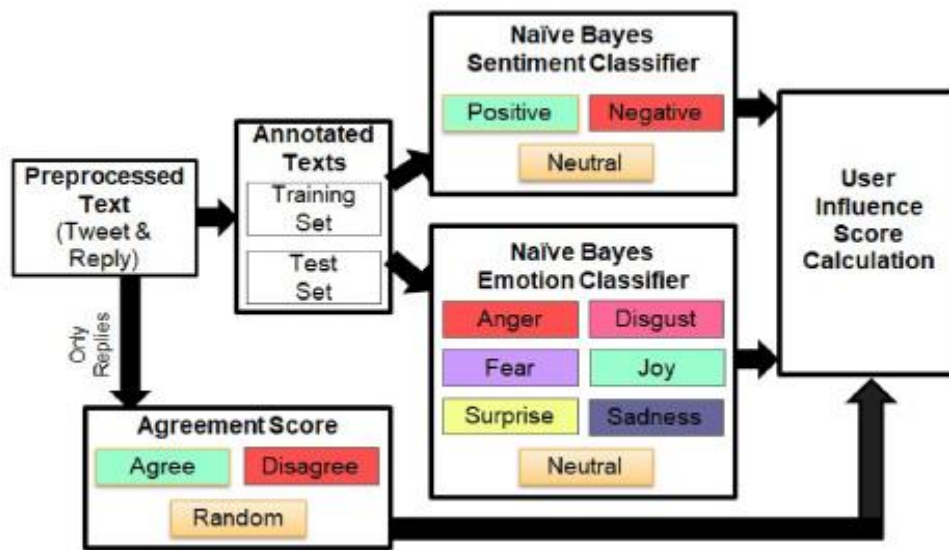 Preprocessed
Text
(Tweet &
Reply)
Only
Replies
Annotated
Texts
Training
Set
Test
Set
Naïve Bayes
Sentiment Classifier
Positive
Negative
Neutral
Naïve Bayes
Emotion Classifier
Anger
Disgust
Fear
Joy
Surprise
Sadness
Neutral
Agreement Score
Agree
Disagree
Random
User
Influence
Score
Calculation